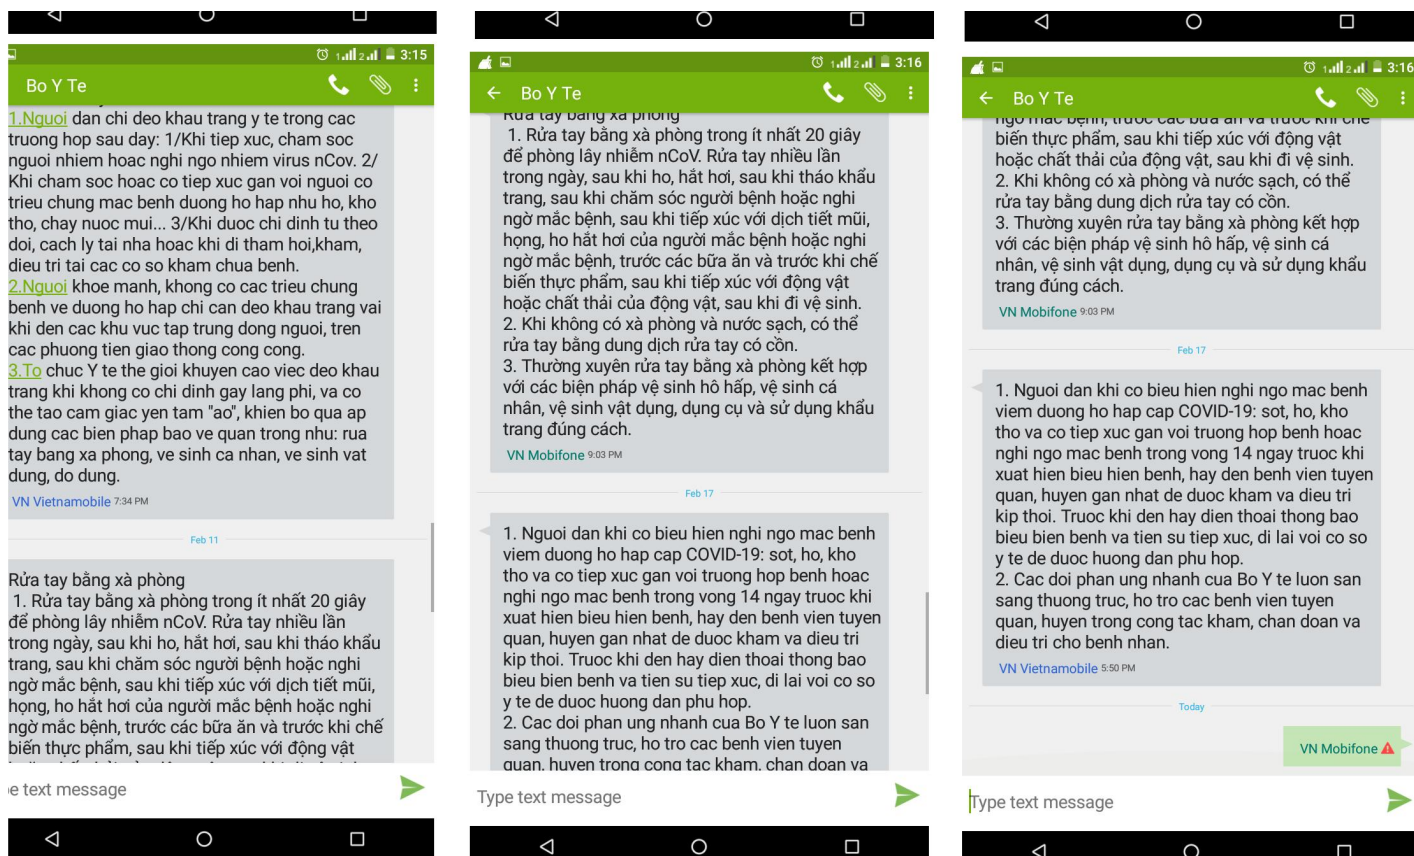 3:15
Bo Y Te
1.Nguoi dan chi deo khau trang y te trong cac
truong hop sau day: 1/Khi tiep xuc, cham soc
nguoi nhiem hoac nghi ngo nhiem virus nCov. 2/
Khi cham soc hoac co tiep xuc gan voi nguoi co
trieu chung mac benh duong ho hap nhu ho, kho
tho, chay nuoc mui... 3/Khi duoc chi dinh tu theo
doi, cach ly tai nha hoac khi di tham hoi,kham,
dieu tri tai cac co so kham chua benh.
2.Nguoi khoe manh, khong co cac trieu chung
benh ve duong ho hap chi can deo khau trang vai
khi den cac khu vuc tap trung dong nguoi, tren
cac phuong tien giao thong cong cong.
3.To chuc Y te the gioi khuyen cao viec deo khau
trang khi khong co chi dinh gay lang phi, va co
the tao cam giac yen tam "ao", khien bo qua ap
dung cac bien phap bao ve quan trong nhu: rua
tay bang xa phong, ve sinh ca nhan, ve sinh vat
dung, do dung.
VN Vietnamobile 7:34 PM
Feb 11
Rửa tay bằng xà phòng
1. Rửa tay bằng xà phòng trong ít nhất 20 giây
để phòng lây nhiễm nCoV. Rửa tay nhiều lần
trong ngày, sau khi ho, hắt hơi, sau khi tháo khẩu
trang, sau khi chăm sóc người bệnh hoặc nghi
ngờ mắc bệnh, sau khi tiếp xúc với dịch tiết mũi,
họng, ho hắt hơi của người mắc bệnh hoặc nghi
ngờ mắc bệnh, trước các bữa ăn và trước khi chế
biến thực phẩm, sau khi tiếp xúc với động vật
e text message
3:16
Bo Y Te
Rửa tay bằng xà phòng
1. Rửa tay bằng xà phòng trong ít nhất 20 giây
để phòng lây nhiễm nCoV. Rửa tay nhiều lần
trong ngày, sau khi ho, hắt hơi, sau khi tháo khẩu
trang, sau khi chăm sóc người bệnh hoặc nghi
ngờ mắc bệnh, sau khi tiếp xúc với dịch tiết mũi,
họng, ho hắt hơi của người mắc bệnh hoặc nghi
ngờ mắc bệnh, trước các bữa ăn và trước khi chế
biến thực phẩm, sau khi tiếp xúc với động vật
hoặc chất thải của động vật, sau khi đi vệ sinh.
2. Khi không có xà phòng và nước sạch, có thể
rửa tay bằng dung dịch rửa tay có cồn.
3. Thường xuyên rửa tay bằng xà phòng kết hợp
với các biện pháp vệ sinh hô hấp, vệ sinh cá
nhân, vệ sinh vật dụng, dụng cụ và sử dụng khẩu
trang đúng cách.
VN Mobifone 9:03 PM
Feb 17
1. Nguoi dan khi co bieu hien nghi ngo mac benh
viem duong ho hap cap COVID-19: sot, ho, kho
tho va co tiep xuc gan voi truong hop benh hoac
nghi ngo mac benh trong vong 14 ngay truoc khi
xuat hien bieu hien benh, hay den benh vien tuyen
quan, huyen gan nhat de duoc kham va dieu tri
kip thoi. Truoc khi den hay dien thoai thong bao
bieu bien benh va tien su tiep xuc, di lai voi co so
y te de duoc huong dan phu hop.
2. Cac doi phan ung nhanh cua Bo Y te luon san
sang thuong truc, ho tro cac benh vien tuyen
quan, huyen trong cong tac kham, chan doan va
Type text message
3:16
Bo Y Te
ngờ mắc bệnh, trước các bữa ăn và trước khi chế
biến thực phẩm, sau khi tiếp xúc với động vật
hoặc chất thải của động vật, sau khi đi vệ sinh.
2. Khi không có xà phòng và nước sạch, có thể
rửa tay bằng dung dịch rửa tay có cồn.
3. Thường xuyên rửa tay bằng xà phòng kết hợp
với các biện pháp vệ sinh hô hấp, vệ sinh cá
nhân, vệ sinh vật dụng, dụng cụ và sử dụng khẩu
trang đúng cách.
VN Mobifone 9:03 PM
Feb 17
1. Nguoi dan khi co bieu hien nghi ngo mac benh
viem duong ho hap cap COVID-19: sot, ho, kho
tho va co tiep xuc gan voi truong hop benh hoac
nghi ngo mac benh trong vong 14 ngay truoc khi
xuat hien bieu hien benh, hay den benh vien tuyen
quan, huyen gan nhat de duoc kham va dieu tri
kip thoi. Truoc khi den hay dien thoai thong bao
bieu bien benh va tien su tiep xuc, di lai voi co so
y te de duoc huong dan phu hop.
2. Cac doi phan ung nhanh cua Bo Y te luon san
sang thuong truc, ho tro cac benh vien tuyen
quan, huyen trong cong tac kham, chan doan va
dieu tri cho benh nhan.
VN Vietnamobile 5:50 PM
Today
VN Mobifone
Type text message